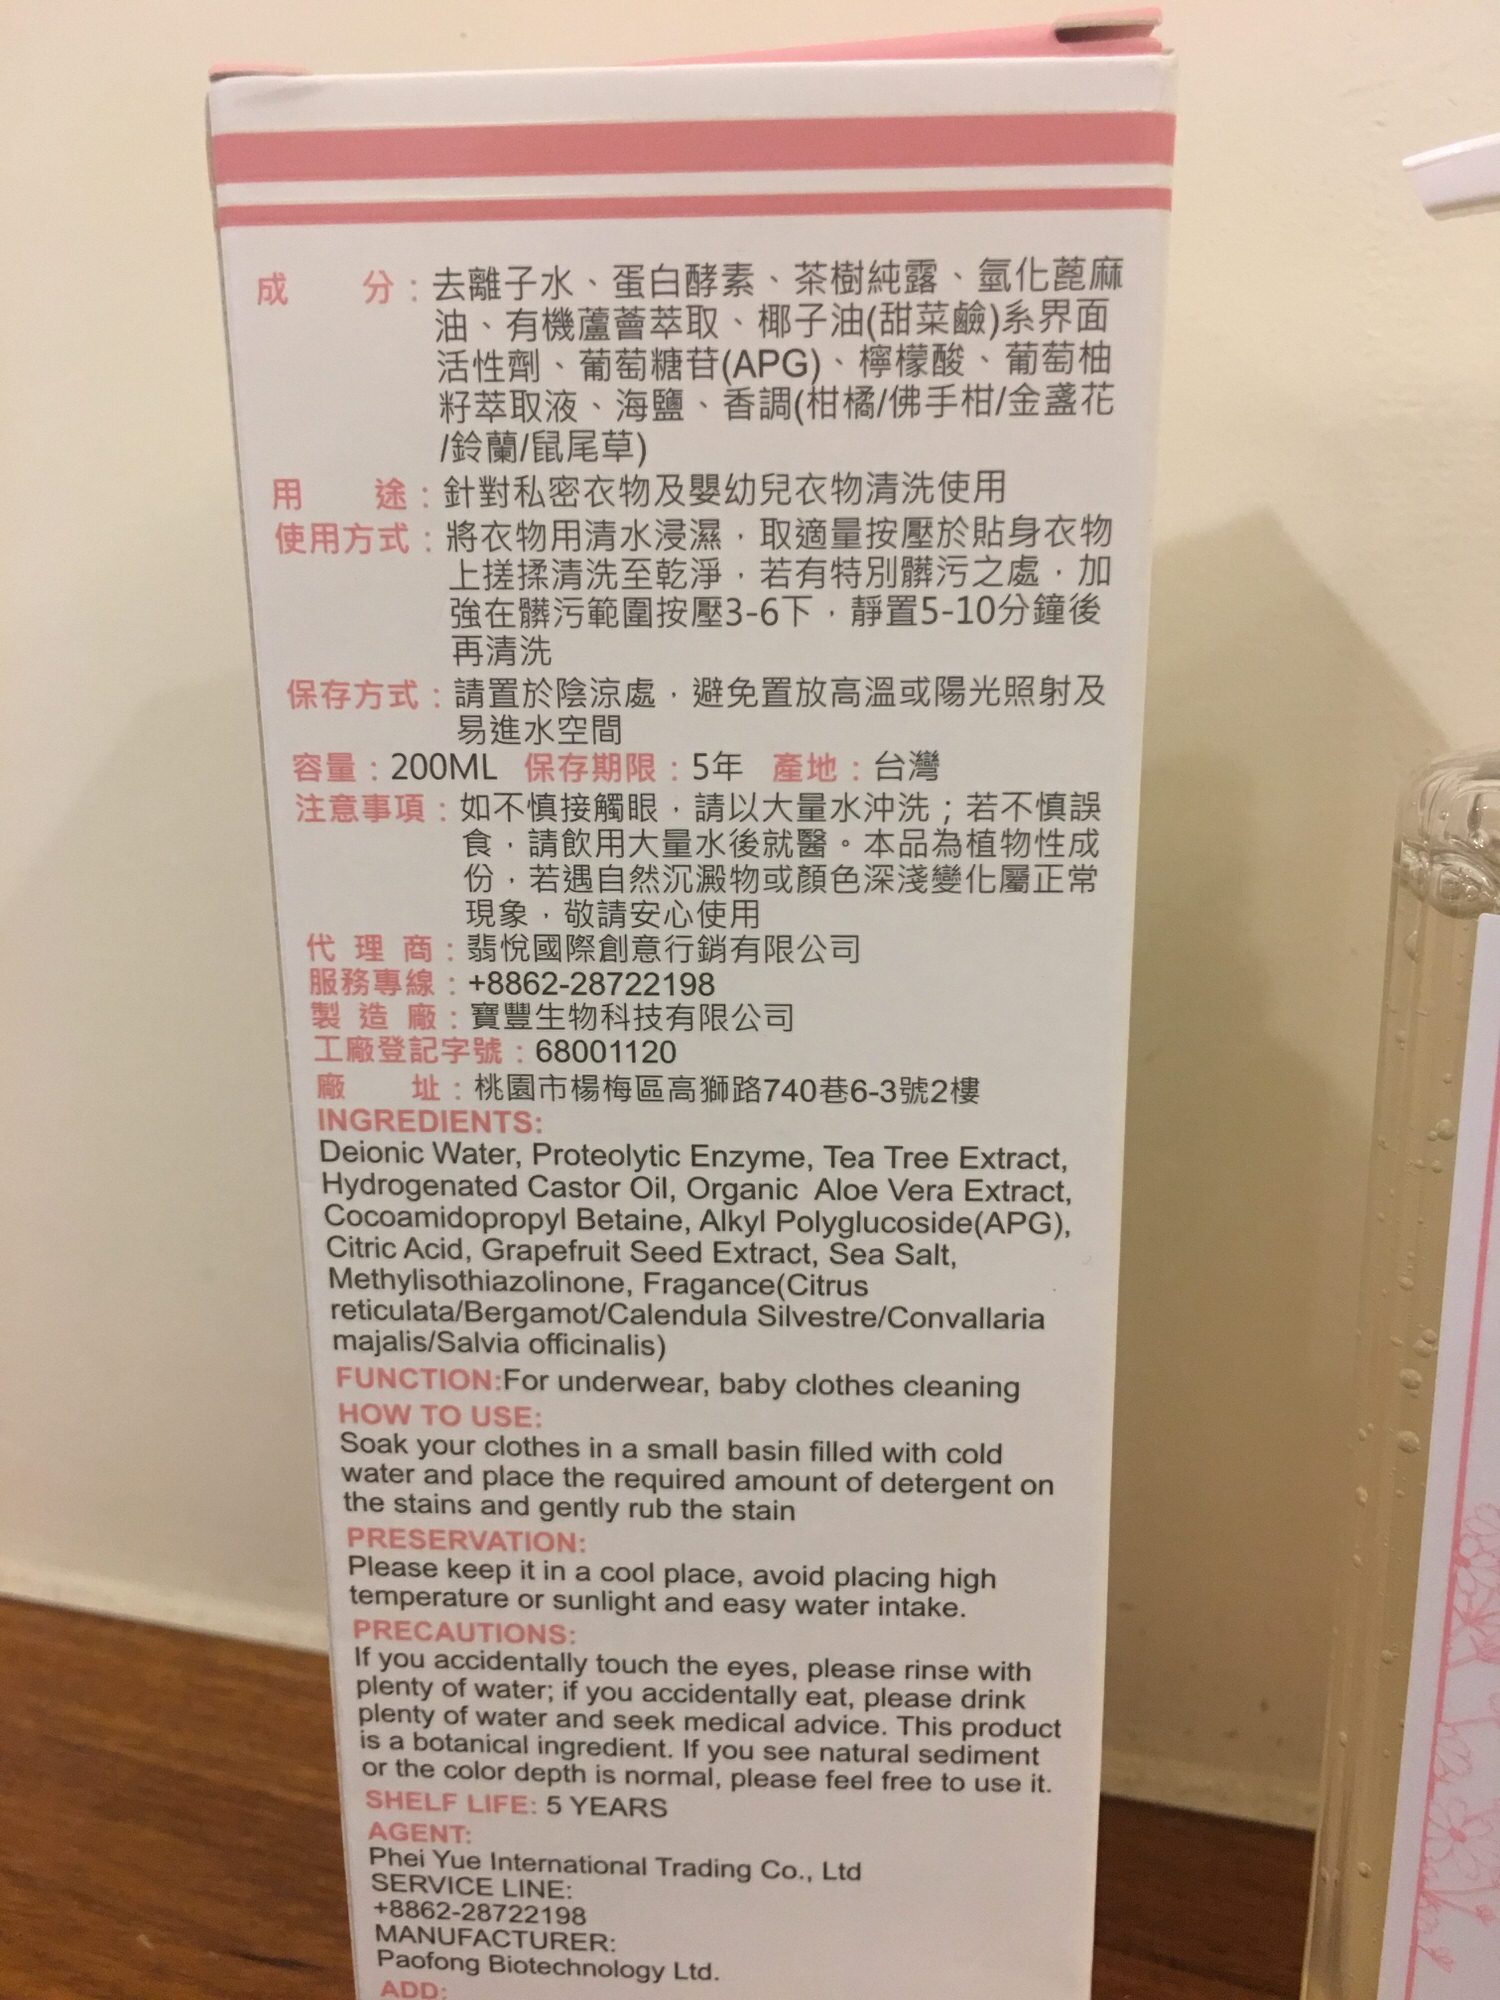 成　　分：去離子水、蛋白酵素、茶樹純露、氫化蓖麻
油、有機蘆薈萃取、椰子油(甜菜鹼)系界面
活性劑、葡萄糖苷(APG)、檸檬酸、葡萄柚
籽萃取液、海鹽、香調(柑橘/佛手柑/金盞花
/鈴蘭/鼠尾草)
用　　途：針對私密衣物及嬰幼兒衣物清洗使用
使用方式：將衣物用清水浸濕，取適量按壓於貼身衣物
上搓揉清洗至乾淨，若有特別髒污之處，加
強在髒污範圍按壓3-6下，靜置5-10分鐘後
再清洗
保存方式：請置於陰涼處，避免置放高溫或陽光照射及
易進水空間
容量：200ML 保存期限：5年 產地：台灣
注意事項：如不慎接觸眼，請以大量水沖洗；若不慎誤
食，請飲用大量水後就醫。本品為植物性成
份，若遇自然沉澱物或顏色深淺變化屬正常
現象，敬請安心使用
代 理 商：翡悅國際創意行銷有限公司
服務專線：+8862-28722198
製 造 廠：寶豐生物科技有限公司
工廠登記字號：68001120
廠　　址：桃園市楊梅區高獅路740巷6-3號2樓
INGREDIENTS:
Deionic Water, Proteolytic Enzyme, Tea Tree Extract,
Hydrogenated Castor Oil, Organic Aloe Vera Extract,
Cocoamidopropyl Betaine, Alkyl Polyglucoside(APG),
Citric Acid, Grapefruit Seed Extract, Sea Salt,
Methylisothiazolinone, Fragance(Citrus
reticulata/Bergamot/Calendula Silvestre/Convallaria
majalis/Salvia officinalis)
FUNCTION:For underwear, baby clothes cleaning
HOW TO USE:
Soak your clothes in a small basin filled with cold
water and place the required amount of detergent on
the stains and gently rub the stain
PRESERVATION:
Please keep it in a cool place, avoid placing high
temperature or sunlight and easy water intake.
PRECAUTIONS:
If you accidentally touch the eyes, please rinse with
plenty of water; if you accidentally eat, please drink
plenty of water and seek medical advice. This product
is a botanical ingredient. If you see natural sediment
or the color depth is normal, please feel free to use it.
SHELF LIFE: 5 YEARS
AGENT:
Phei Yue International Trading Co., Ltd
SERVICE LINE:
+8862-28722198
MANUFACTURER:
Paofong Biotechnology Ltd.
ADD: